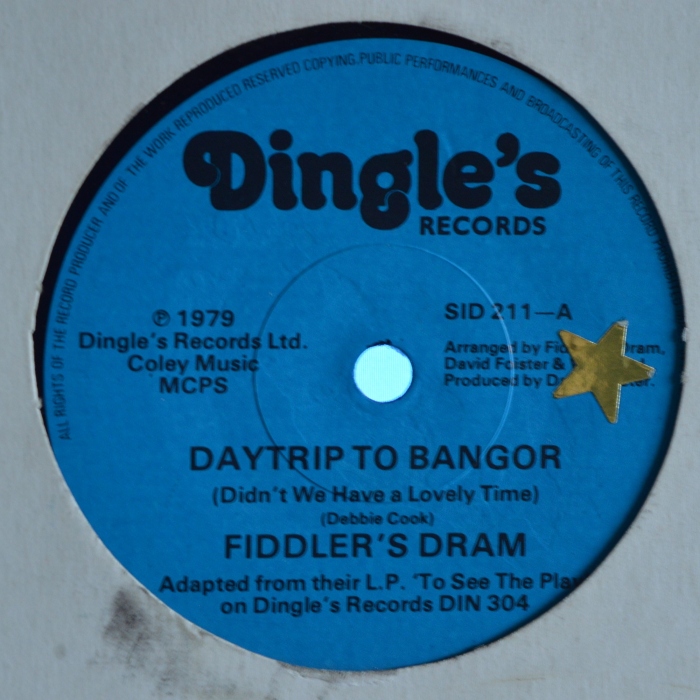 ALL RIGHTS OF THE RECORD PRODUCER AND OF THE WORK REPRODUCED RESERVED COPYING, PUBLIC PERFORMANCES AND BROADCASTING OF THIS RECORD
Dingle's
RECORDS
℗ 1979
Dingle's Records Ltd.
Coley Music
MCPS
SID 211—A
Arranged by
David Foister &
Produced by
DAYTRIP TO BANGOR
(Didn't We Have a Lovely Time)
(Debbie Cook)
FIDDLER'S DRAM
Adapted from their L.P. 'To See The
on Dingle's Records DIN 304